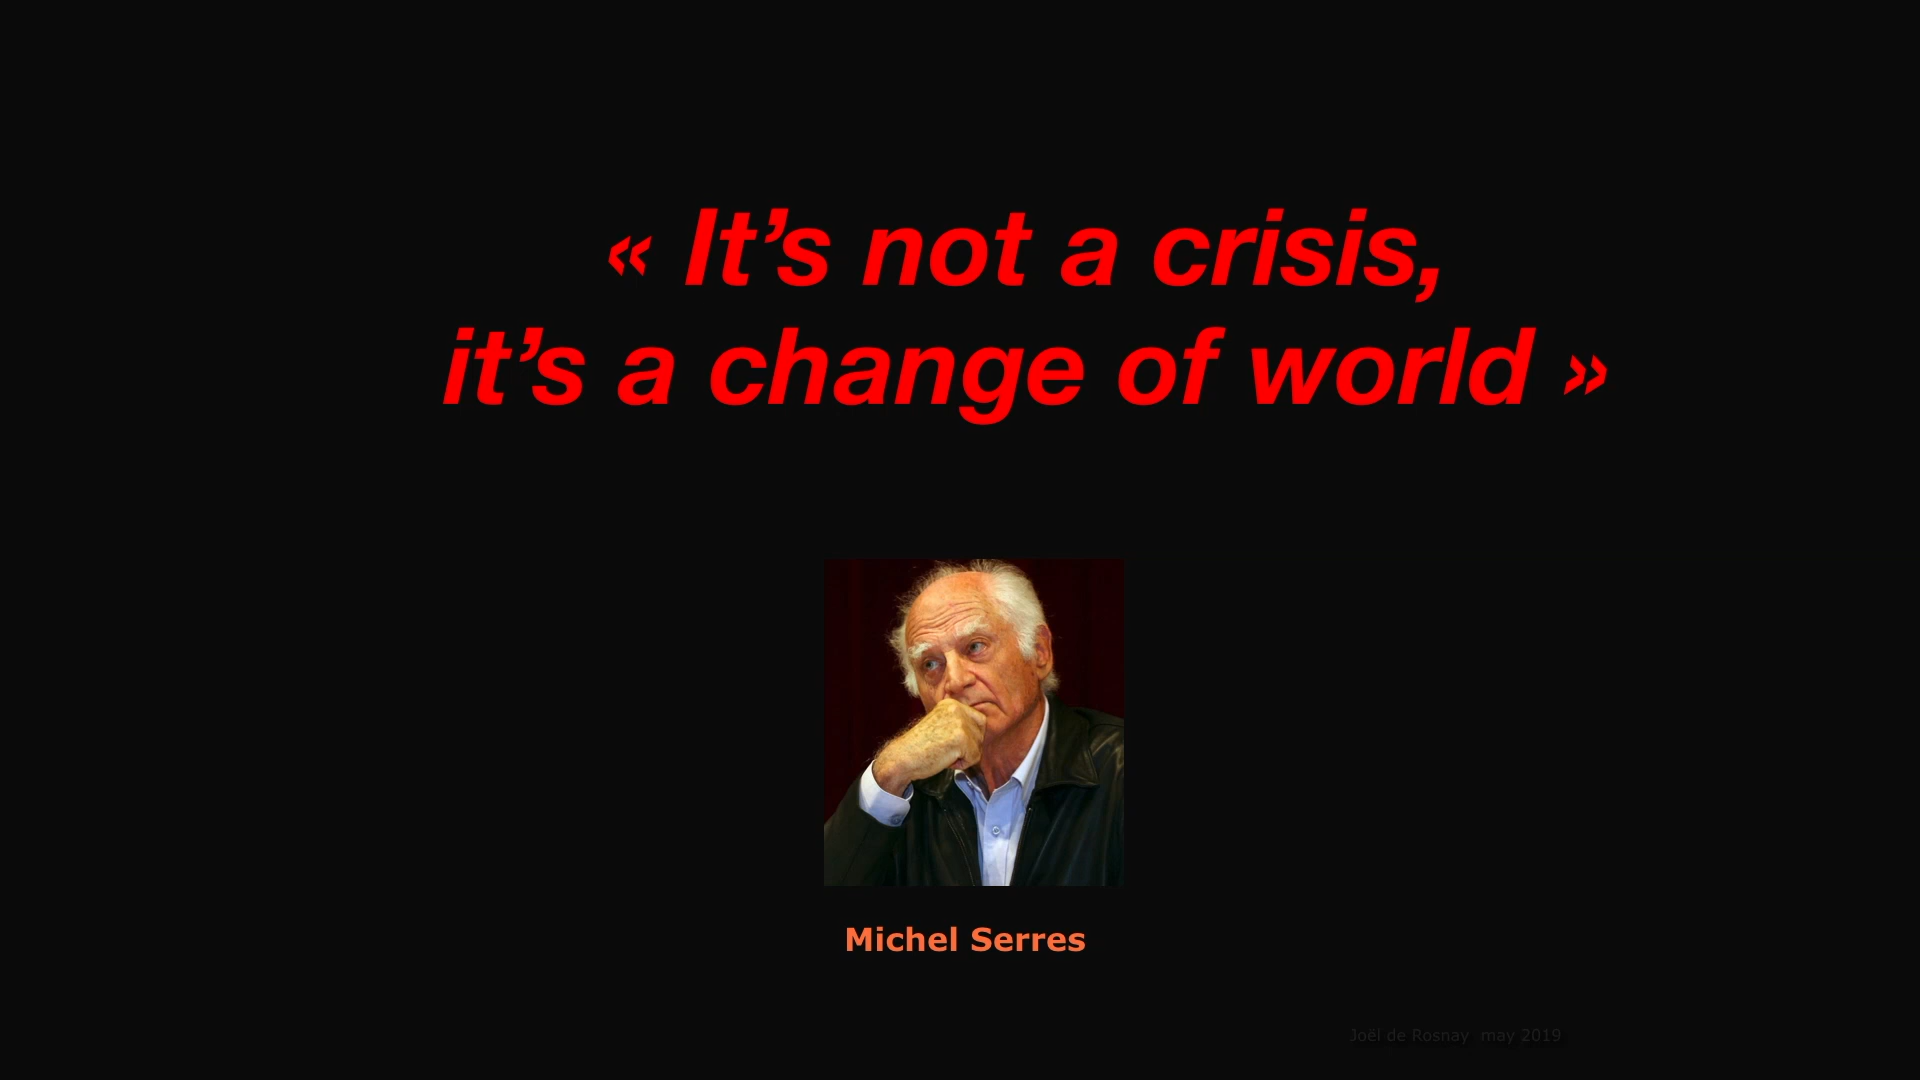 « It’s not a crisis,
it’s a change of world »
Michel Serres
Joël de Rosnay may 2019